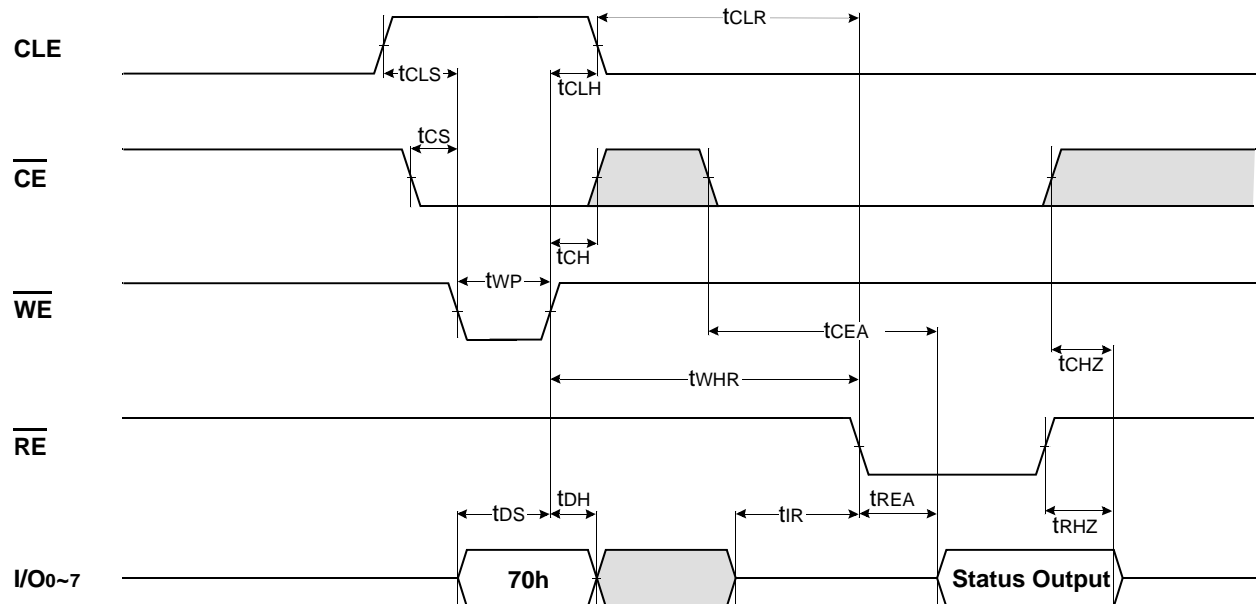 CLE
tCLR
tCLS
tCLH
tCS
CE
tCH
tWP
WE
tCEA
tCHZ
tWHR
RE
tDH
tDS
tIR
tREA
tRHZ
I/O0~7
70h
Status Output